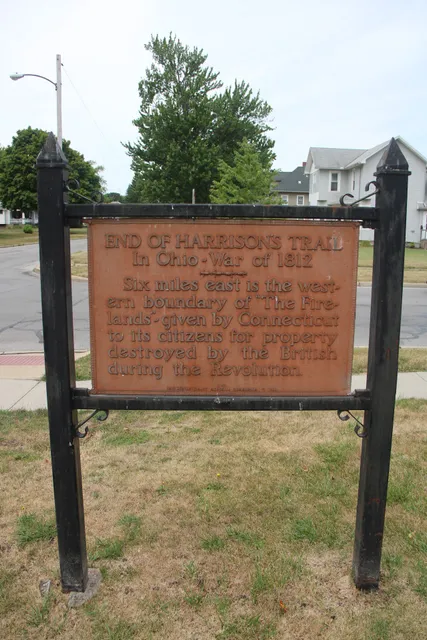 END OF HARRISONS TRAIL
In Ohio-War of 1812
Six miles east is the west-
ern boundary of "The Fire-
lands-given by Connecticut
to its citizens for property
destroyed by the British
during the Revolution.